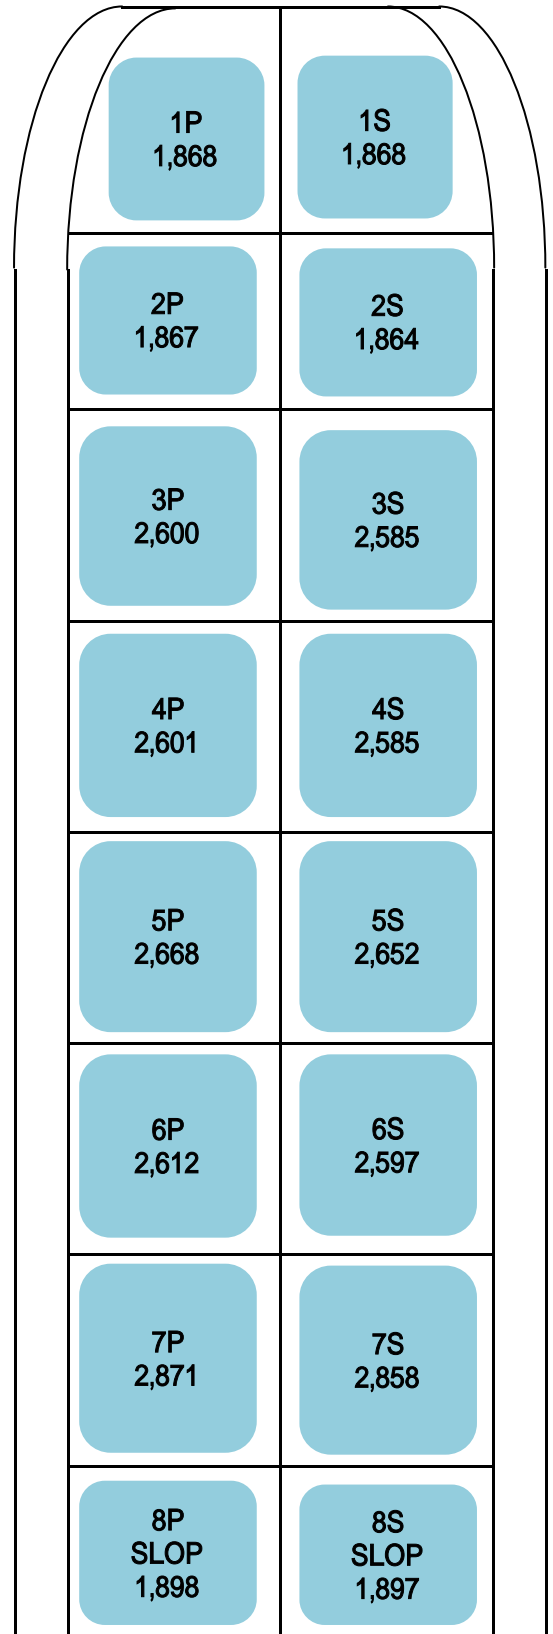 1P
1,868
1S
1,868
2P
1,867
2S
1,864
3P
2,600
3S
2,585
4P
2,601
4S
2,585
5P
2,668
5S
2,652
6P
2,612
6S
2,597
7P
2,871
7S
2,858
8P
SLOP
1,898
8S
SLOP
1,897